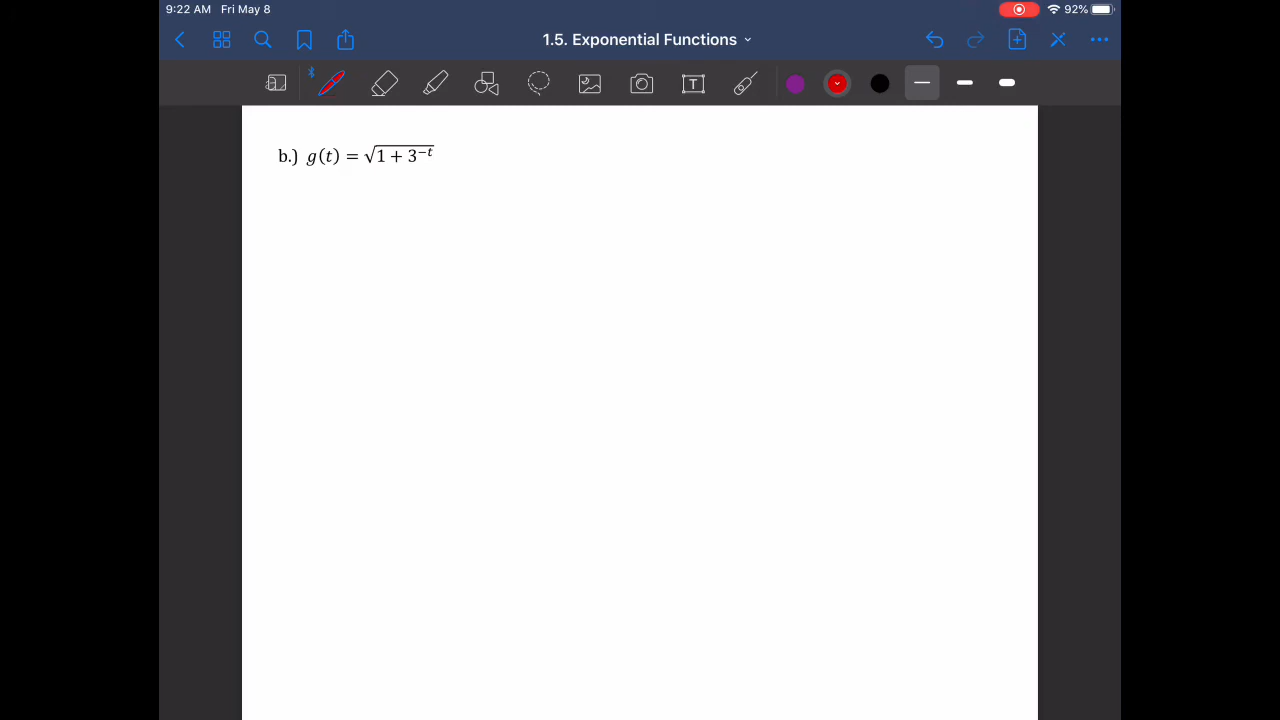 9:22 AM Fri May 8
92%
1.5. Exponential Functions
T
b.) g(t) = √1 + 3⁻ᵗ